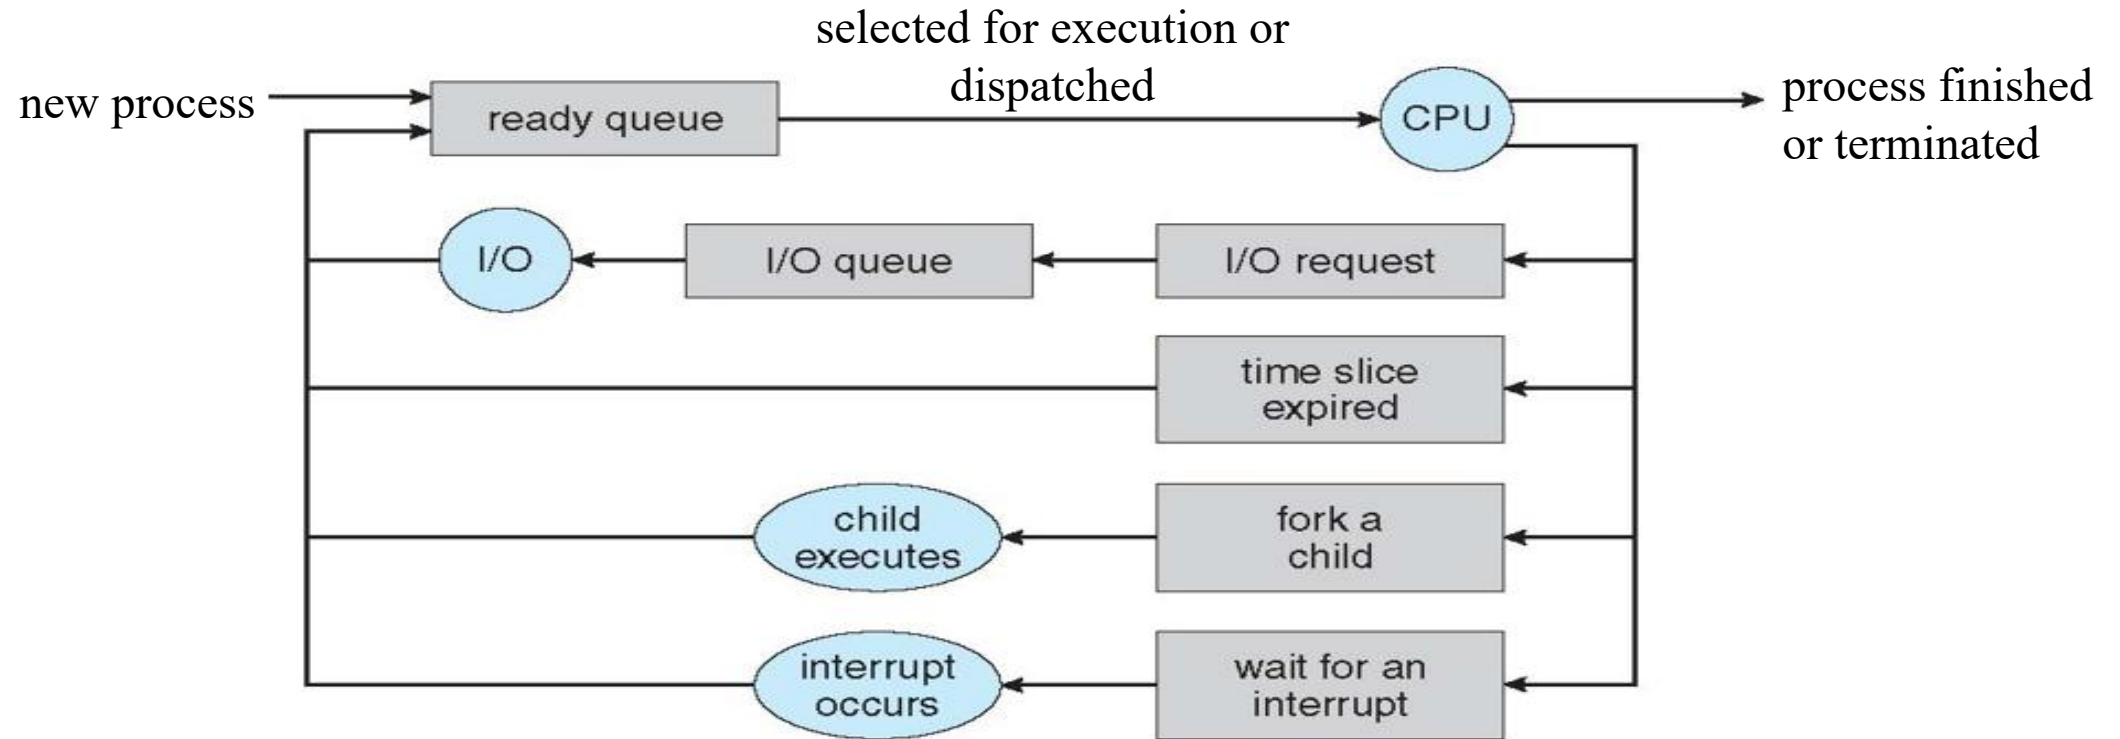 selected for execution or
dispatched
new process
ready queue
CPU
process finished
or terminated
I/O
I/O queue
I/O request
time slice
expired
child
executes
fork a
child
interrupt
occurs
wait for an
interrupt